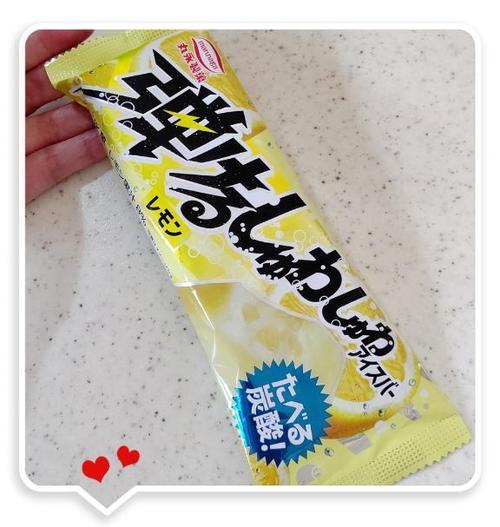 丸永製菓
弾けるしゅわしゅわ
アイスバー
レモン
たべる
炭酸!